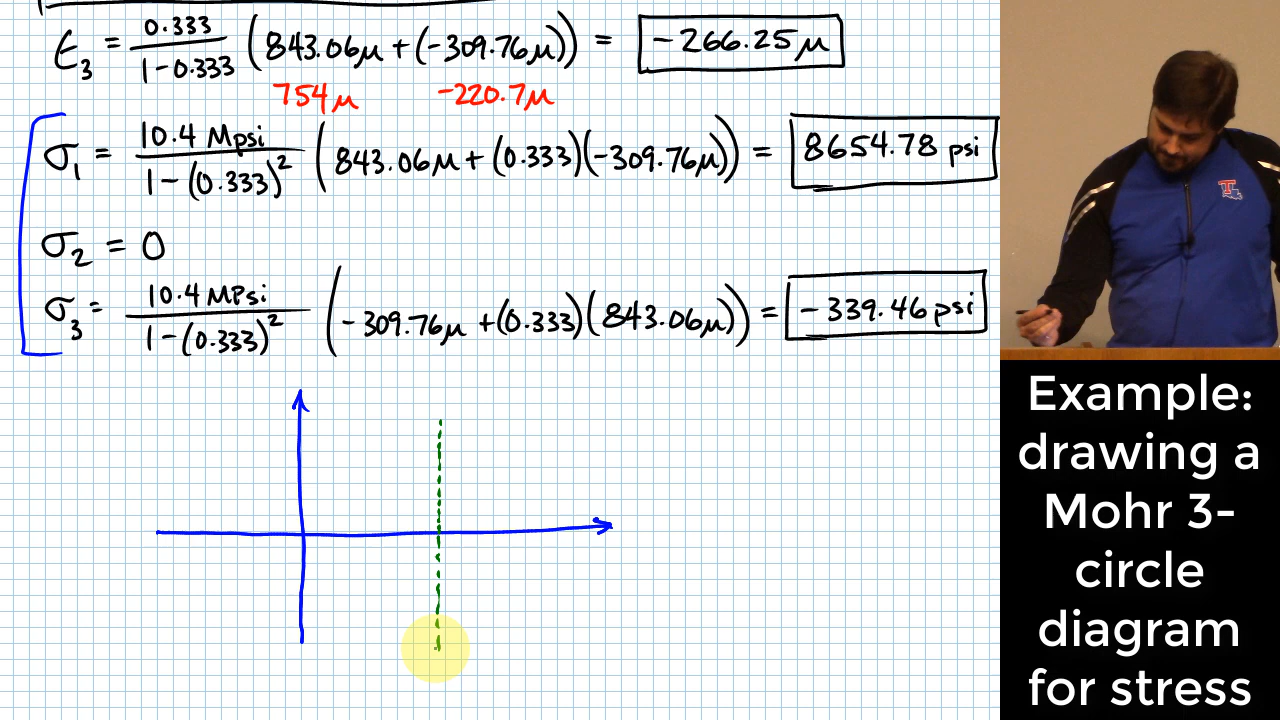 ϵ₃ = 0.333 / (1-0.333) (843.06μ + (-309.76μ)) = -266.25 μ
754μ -220.7μ
σ₁ = 10.4 Mpsi / (1-(0.333)²) (843.06μ + (0.333)(-309.76μ)) = 8654.78 psi
σ₂ = 0
σ₃ = 10.4 MPsi / (1-(0.333)²) (-309.76μ + (0.333)(843.06μ)) = -339.46 psi
Example:
drawing a
Mohr 3-
circle
diagram
for stress